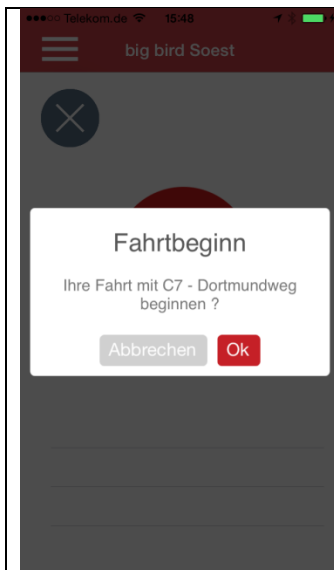 ●●●○○ Telekom.de 15:48
big bird Soest
Fahrtbeginn
Ihre Fahrt mit C7 - Dortmundweg
beginnen ?
Abbrechen Ok